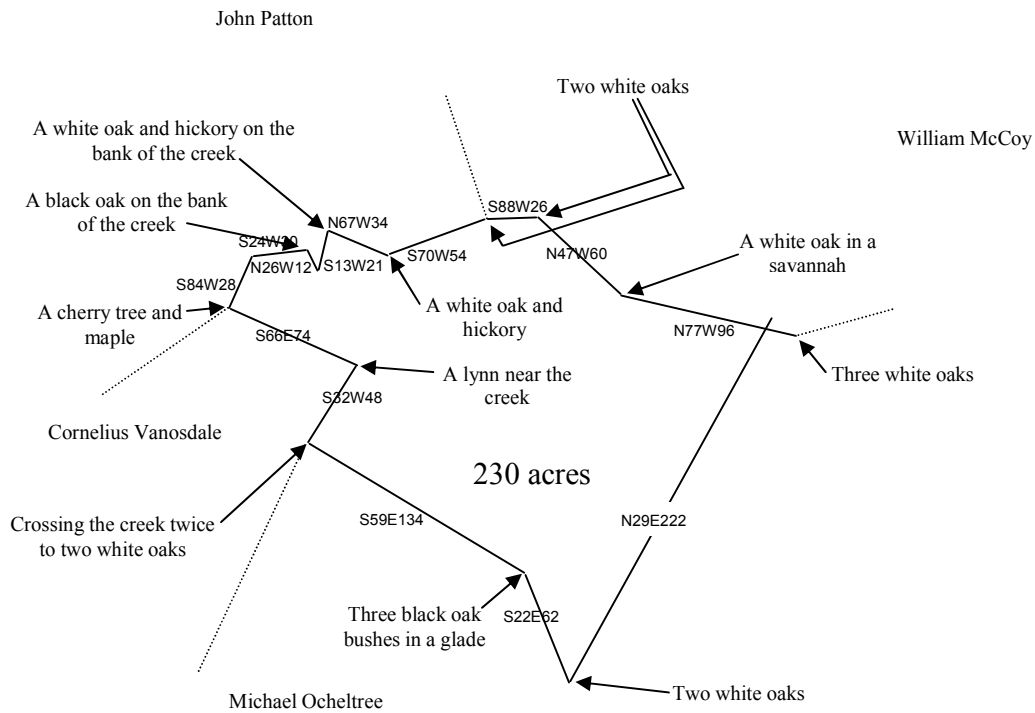 John Patton
Two white oaks
A white oak and hickory on the
bank of the creek
William McCoy
A black oak on the bank
of the creek
N67W34
S88W26
S24W20
N26W12
S13W21
S70W54
N47W60
A white oak in a
savannah
S84W28
A cherry tree and
maple
A white oak and
hickory
N77W96
S66E74
A lynn near the
creek
Three white oaks
S32W48
Cornelius Vanosdale
230 acres
Crossing the creek twice
to two white oaks
S59E134
N29E222
Three black oak
bushes in a glade
S22E62
Two white oaks
Michael Ocheltree